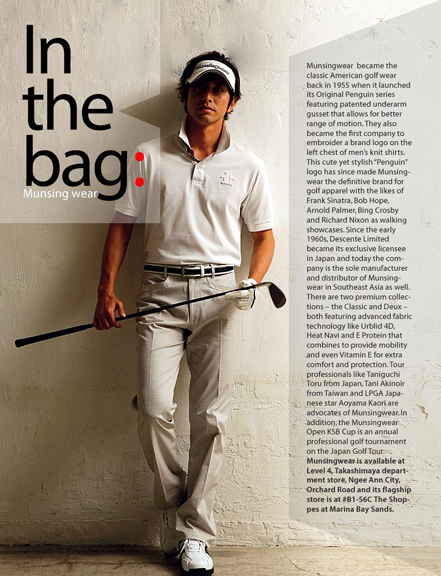 In
the
bag:
Munsing wear
Munsingwear became the
classic American golf wear
back in 1955 when it launched
its Original Penguin series
featuring patented underarm
gusset that allows for better
range of motion. They also
became the first company to
embroider a brand logo on the
left chest of men's knit shirts.
This cute yet stylish "Penguin"
logo has since made Munsing-
wear the definitive brand for
golf apparel with the likes of
Frank Sinatra, Bob Hope,
Arnold Palmer, Bing Crosby
and Richard Nixon as walking
showcases. Since the early
1960s, Descente Limited
became its exclusive licensee
in Japan and today the com-
pany is the sole manufacturer
and distributor of Munsing-
wear in Southeast Asia as well.
There are two premium collec-
tions – the Classic and Deux –
both featuring advanced fabric
technology like Urblid 4D,
Heat Navi and E Protein that
combines to provide mobility
and even Vitamin E for extra
comfort and protection. Tour
professionals like Taniguchi
Toru from Japan, Tani Akinoir
from Taiwan and LPGA Japa-
nese star Aoyama Kaori are
advocates of Munsingwear. In
addition, the Munsingwear
Open KSB Cup is an annual
professional golf tournament
on the Japan Golf Tour.
Munsingwear is available at
Level 4, Takashimaya depart-
ment store, Ngee Ann City,
Orchard Road and its flagship
store is at #B1-56C The Shop-
pes at Marina Bay Sands.